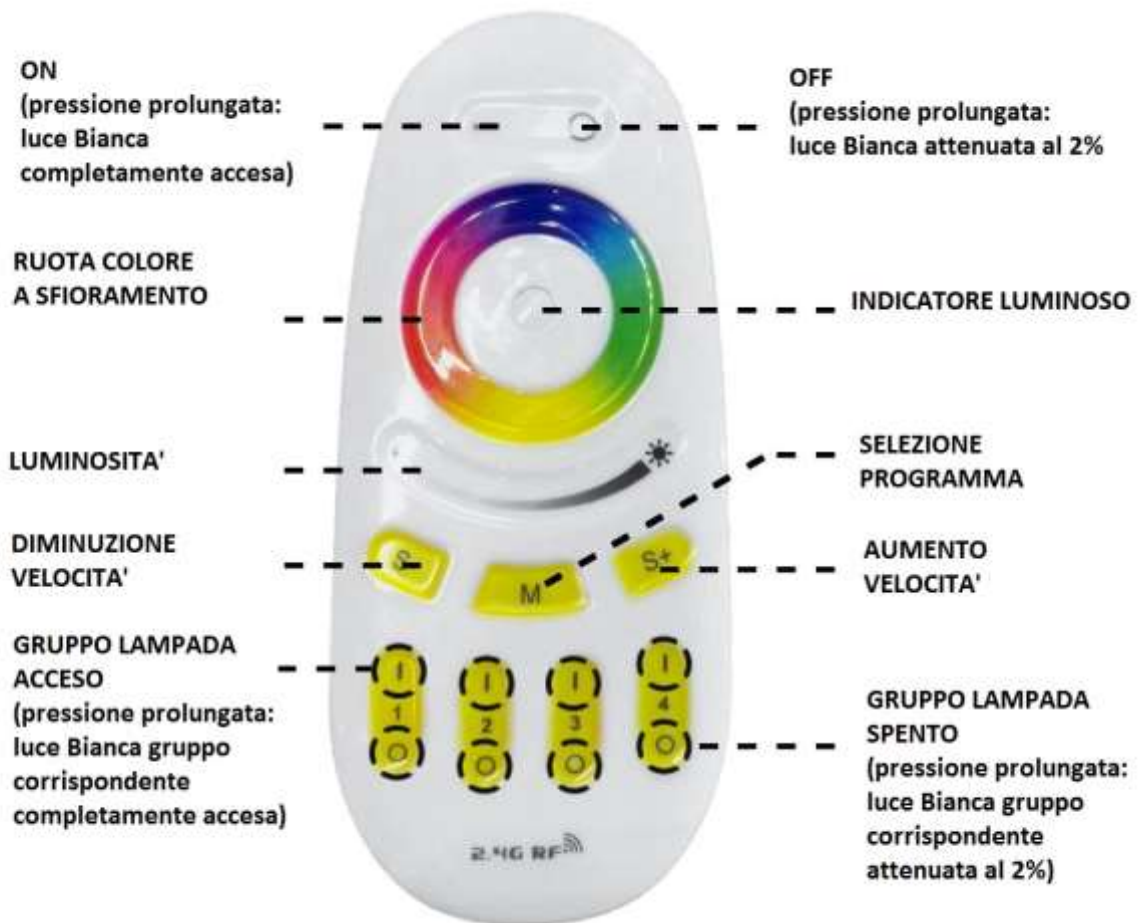 ON
(pressione prolungata:
luce Bianca
completamente accesa)
OFF
(pressione prolungata:
luce Bianca attenuata al 2%
RUOTA COLORE
A SFIORAMENTO
INDICATORE LUMINOSO
LUMINOSITA'
SELEZIONE
PROGRAMMA
DIMINUZIONE
VELOCITA'
AUMENTO
VELOCITA'
S-
M
S+
GRUPPO LAMPADA
ACCESO
(pressione prolungata:
luce Bianca gruppo
corrispondente
completamente accesa)
I
1
O
I
2
O
I
3
O
I
4
O
GRUPPO LAMPADA
SPENTO
(pressione prolungata:
luce Bianca gruppo
corrispondente
attenuata al 2%)
2.4G RF